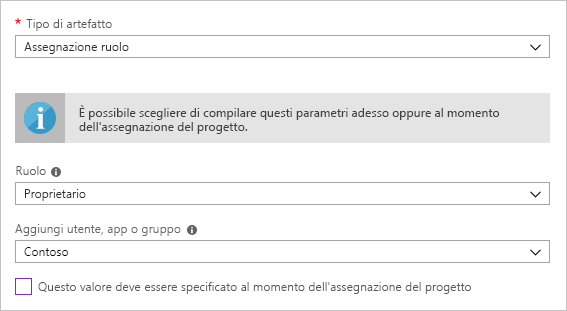 * Tipo di artefatto
Assegnazione ruolo
È possibile scegliere di compilare questi parametri adesso oppure al momento
dell'assegnazione del progetto.
Ruolo
Proprietario
Aggiungi utente, app o gruppo
Contoso
Questo valore deve essere specificato al momento dell'assegnazione del progetto